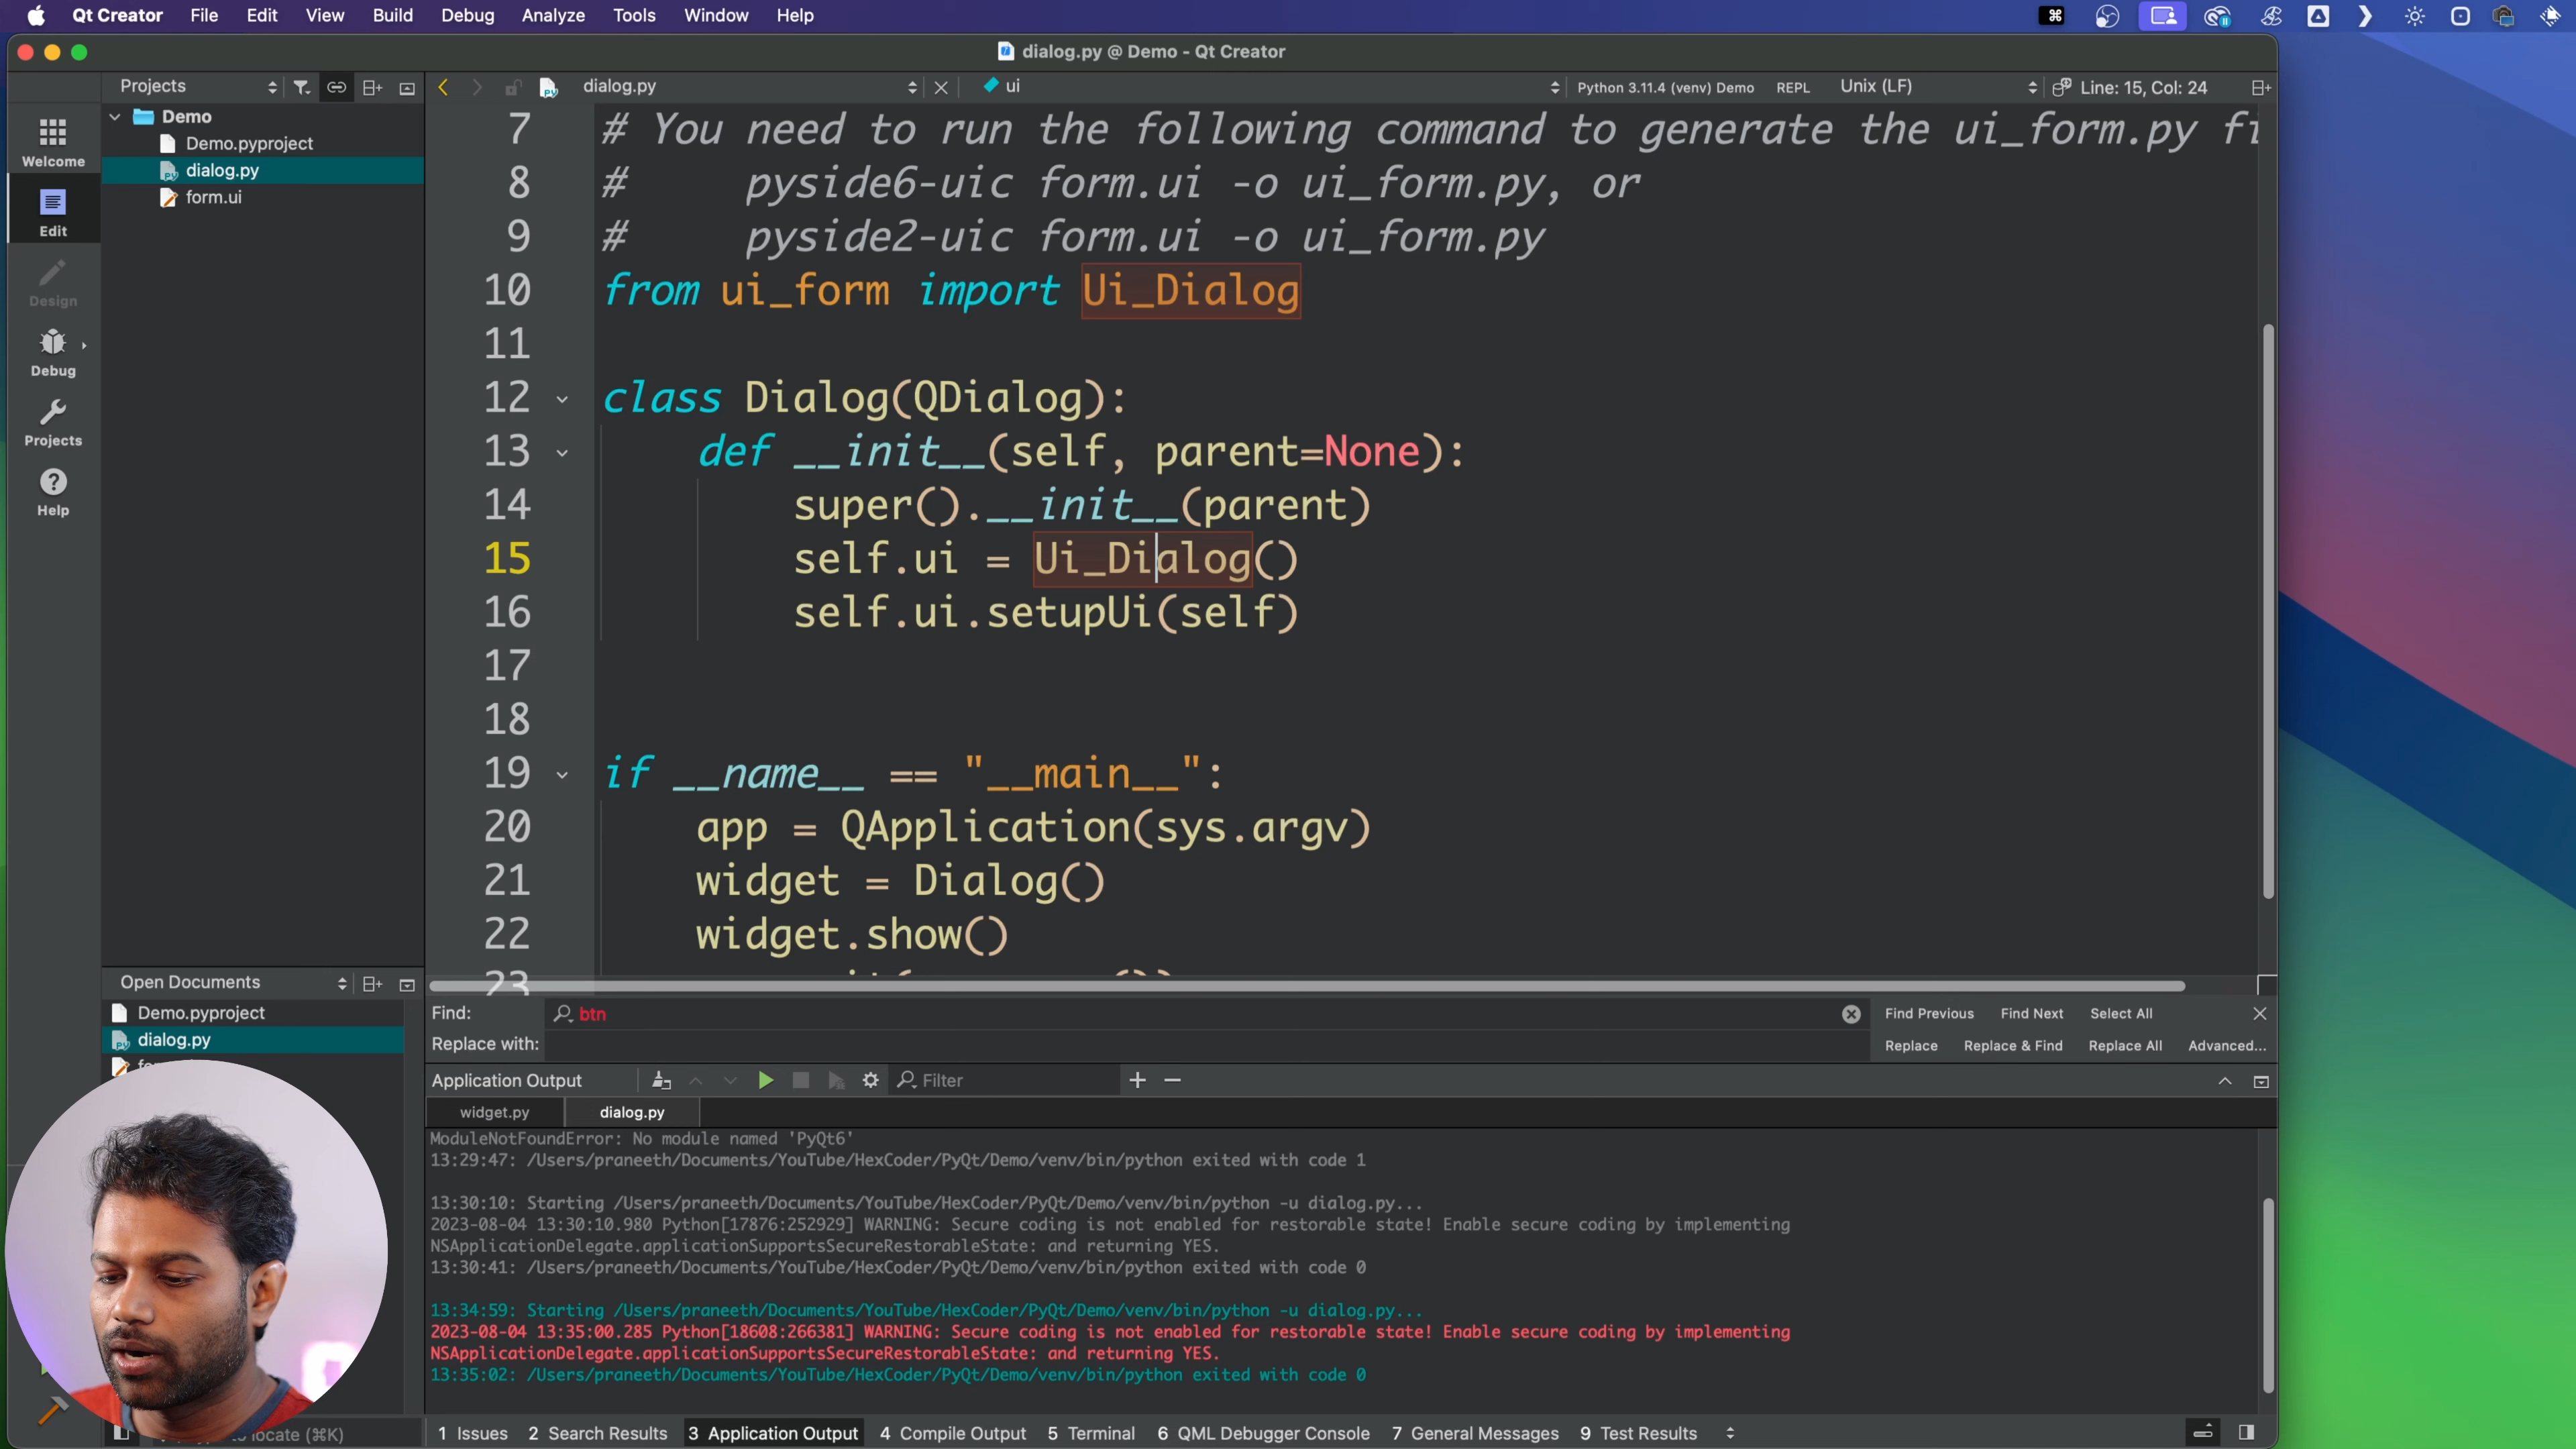 Qt Creator File Edit View Build Debug Analyze Tools Window Help
dialog.py @ Demo - Qt Creator
Projects
dialog.py
ui
Python 3.11.4 (venv) Demo
REPL
Unix (LF)
Line: 15, Col: 24
Demo
Demo.pyproject
dialog.py
form.ui
Welcome
Edit
Design
Debug
Projects
Help
7 # You need to run the following command to generate the ui_form.py
8 #     pyside6-uic form.ui -o ui_form.py, or
9 #     pyside2-uic form.ui -o ui_form.py
10 from ui_form import Ui_Dialog
11
12 class Dialog(QDialog):
13     def __init__(self, parent=None):
14         super().__init__(parent)
15         self.ui = Ui_Dialog()
16         self.ui.setupUi(self)
17
18
19 if __name__ == "__main__":
20     app = QApplication(sys.argv)
21     widget = Dialog()
22     widget.show()
23
Open Documents
Demo.pyproject
dialog.py
Find: btn
Find Previous Find Next Select All
Replace with:
Replace Replace & Find Replace All Advanced...
Application Output
Filter
widget.py dialog.py
ModuleNotFoundError: No module named 'PyQt6'
13:29:47: /Users/praneeth/Documents/YouTube/HexCoder/PyQt/Demo/venv/bin/python exited with code 1
13:30:10: Starting /Users/praneeth/Documents/YouTube/HexCoder/PyQt/Demo/venv/bin/python -u dialog.py...
2023-08-04 13:30:10.980 Python[17876:252929] WARNING: Secure coding is not enabled for restorable state! Enable secure coding by implementing
NSApplicationDelegate.applicationSupportsSecureRestorableState: and returning YES.
13:30:41: /Users/praneeth/Documents/YouTube/HexCoder/PyQt/Demo/venv/bin/python exited with code 0
13:34:59: Starting /Users/praneeth/Documents/YouTube/HexCoder/PyQt/Demo/venv/bin/python -u dialog.py...
2023-08-04 13:35:00.285 Python[18608:266381] WARNING: Secure coding is not enabled for restorable state! Enable secure coding by implementing
NSApplicationDelegate.applicationSupportsSecureRestorableState: and returning YES.
13:35:02: /Users/praneeth/Documents/YouTube/HexCoder/PyQt/Demo/venv/bin/python exited with code 0
to locate (⌘K)
1 Issues 2 Search Results 3 Application Output 4 Compile Output 5 Terminal 6 QML Debugger Console 7 General Messages 9 Test Results